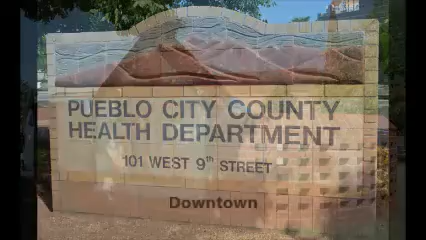 PUEBLO CITY COUNTY
HEALTH DEPARTMENT
101 WEST 9th STREET
Downtown